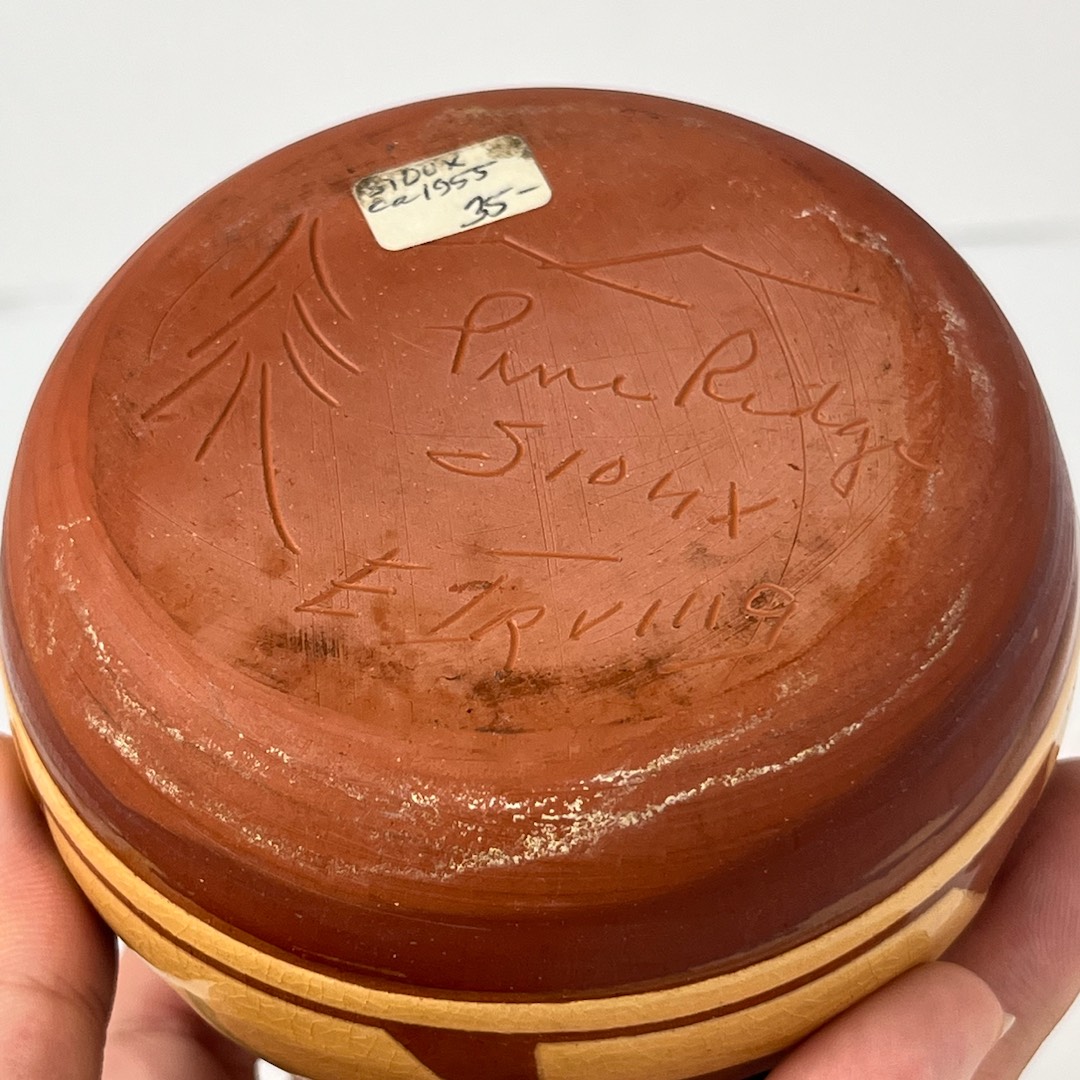 SIOUX
ca 1955
35-
Pine Ridge
Sioux
E. IRVING